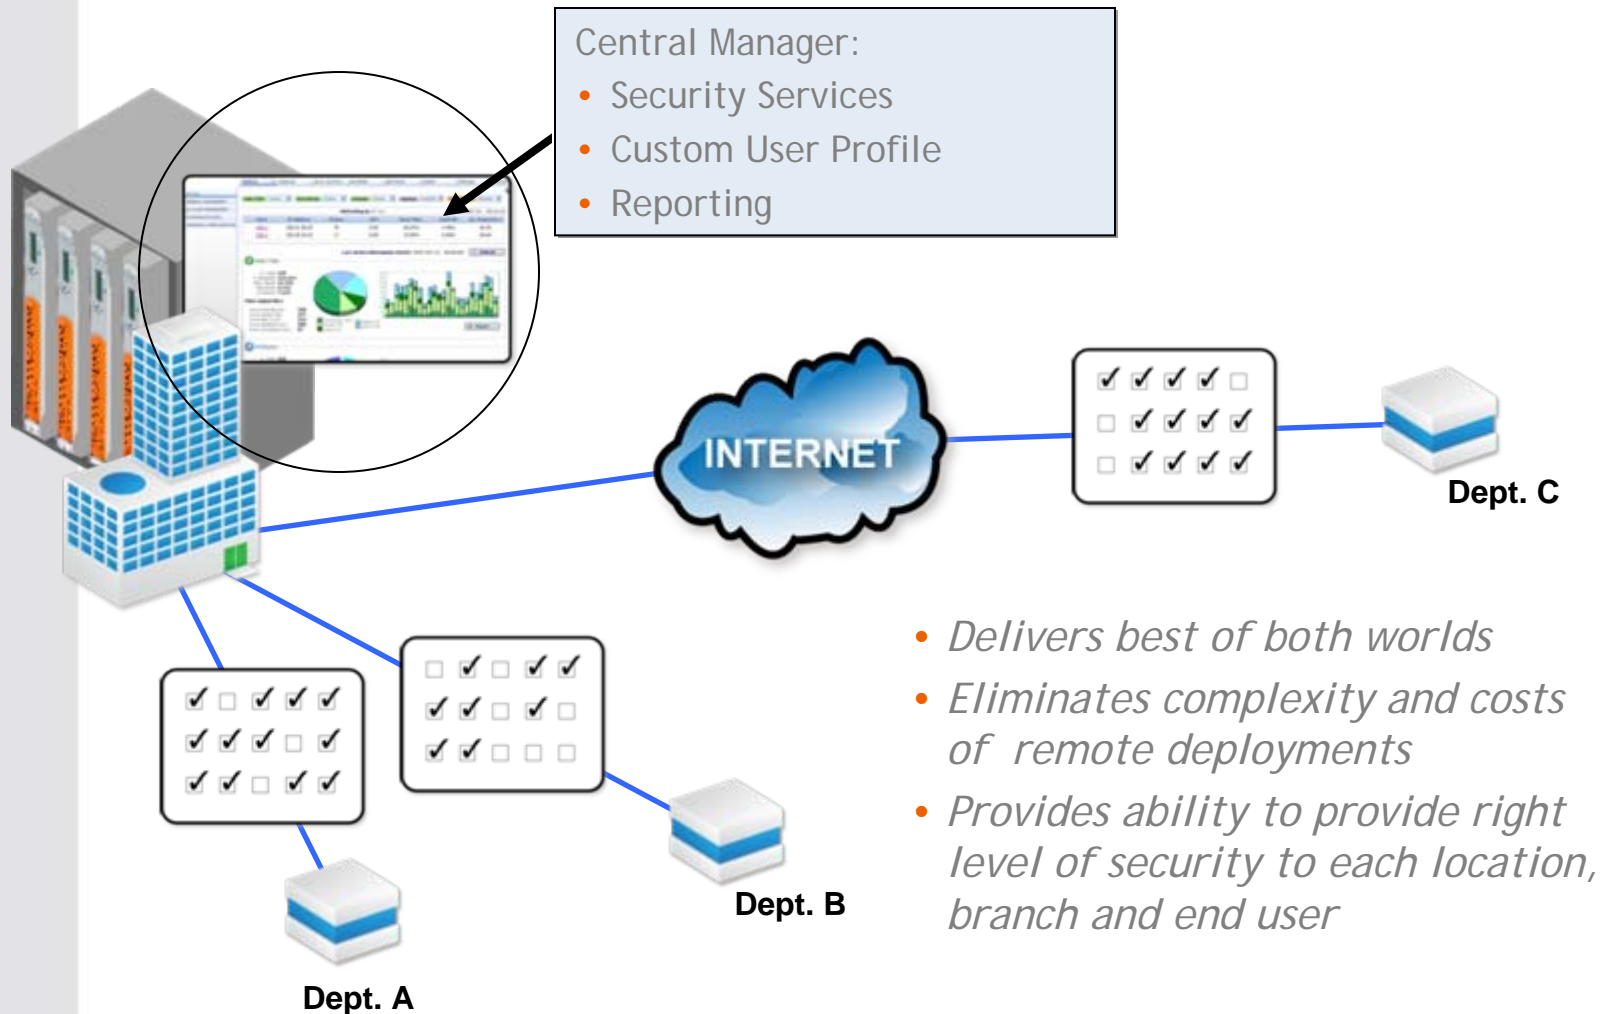 Central Manager:
• Security Services
• Custom User Profile
• Reporting
INTERNET
Dept. C
Dept. B
Dept. A
• Delivers best of both worlds
• Eliminates complexity and costs
of remote deployments
• Provides ability to provide right
level of security to each location,
branch and end user